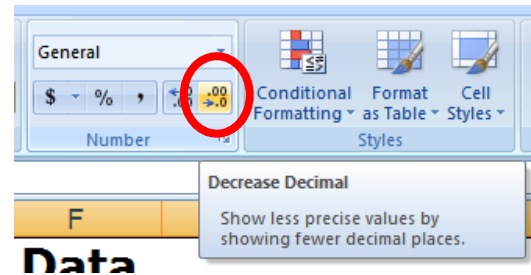 General
$ % , .00 .00
→.0
Conditional Format Cell
Formatting as Table Styles
Number Styles
Decrease Decimal
Show less precise values by
showing fewer decimal places.
F
Data